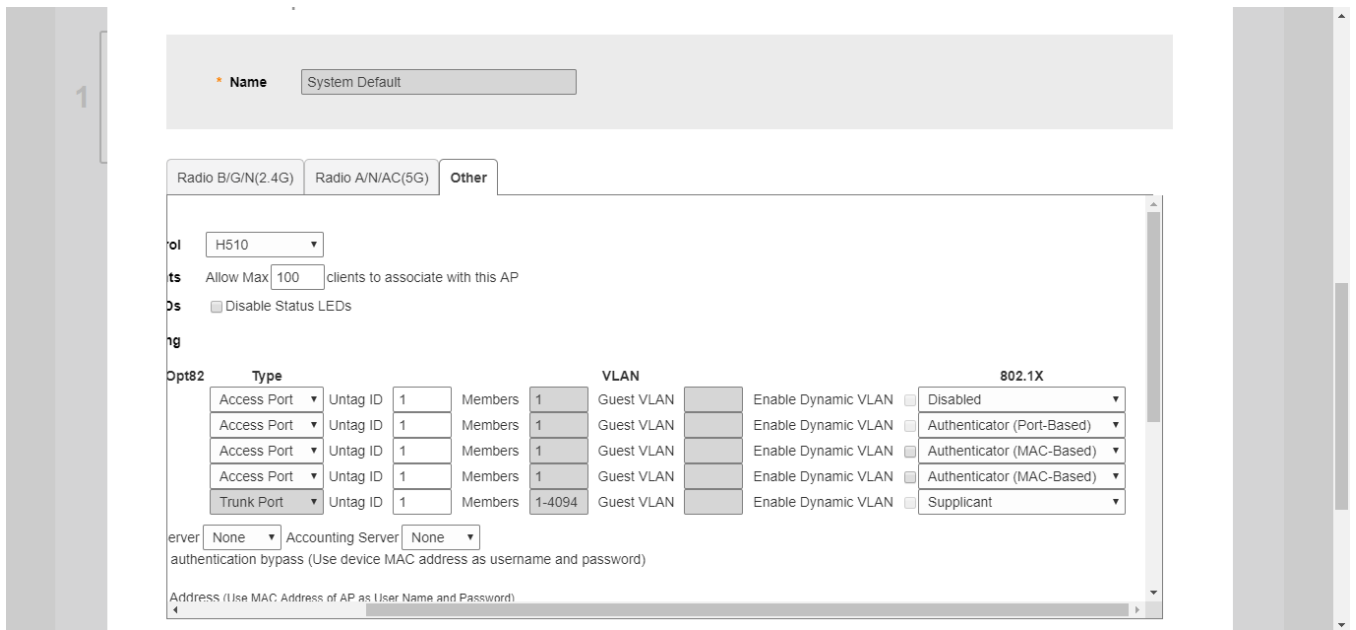 * Name System Default
1
Radio B/G/N(2.4G) Radio A/N/AC(5G) Other
rol H510
ts Allow Max 100 clients to associate with this AP
Ds Disable Status LEDs
ng
Opt82 Type VLAN 802.1X
Access Port Untag ID 1 Members 1 Guest VLAN Enable Dynamic VLAN Disabled
Access Port Untag ID 1 Members 1 Guest VLAN Enable Dynamic VLAN Authenticator (Port-Based)
Access Port Untag ID 1 Members 1 Guest VLAN Enable Dynamic VLAN Authenticator (MAC-Based)
Access Port Untag ID 1 Members 1 Guest VLAN Enable Dynamic VLAN Authenticator (MAC-Based)
Trunk Port Untag ID 1 Members 1-4094 Guest VLAN Enable Dynamic VLAN Supplicant
erver None Accounting Server None
authentication bypass (Use device MAC address as username and password)
Address (Use MAC Address of AP as User Name and Password)